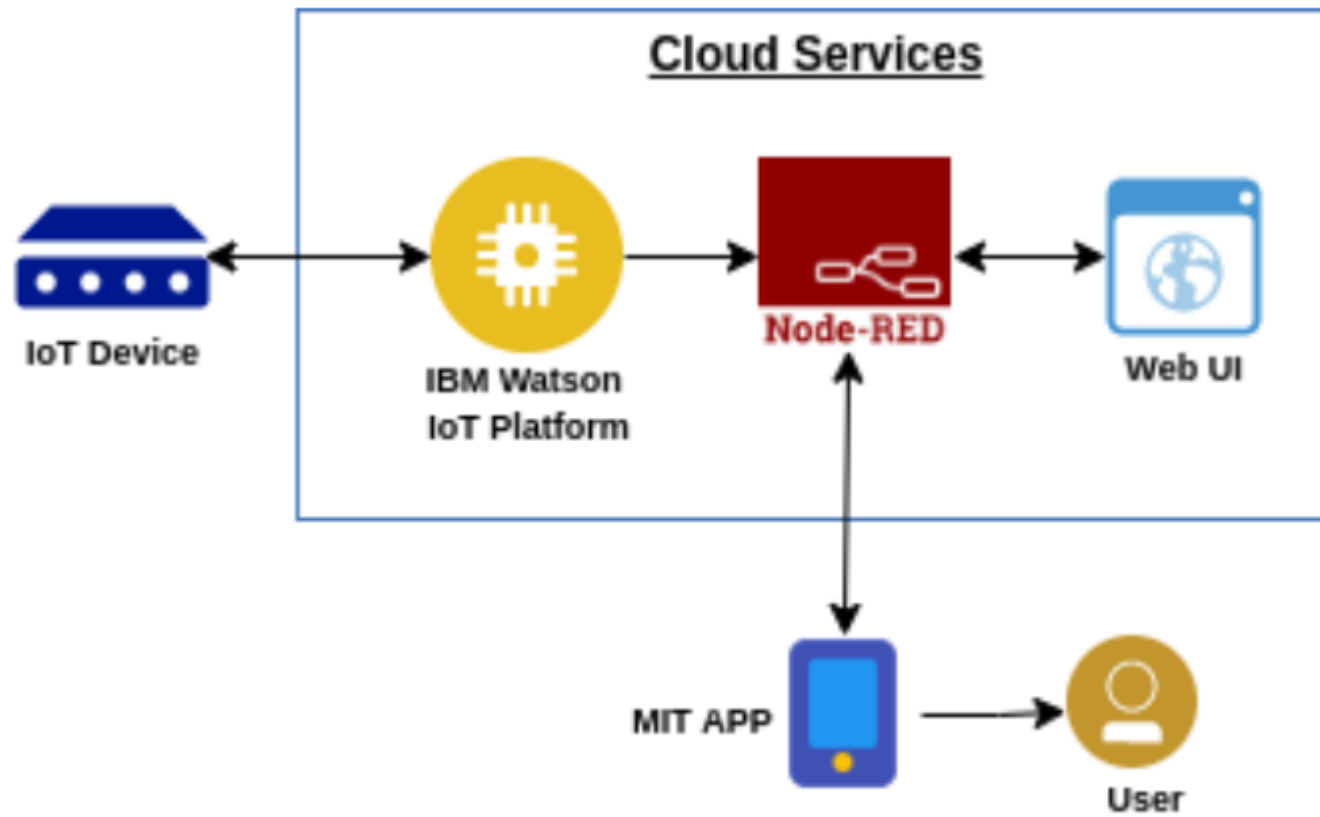 Cloud Services
IoT Device
IBM Watson
IoT Platform
Node-RED
Web UI
MIT APP
User